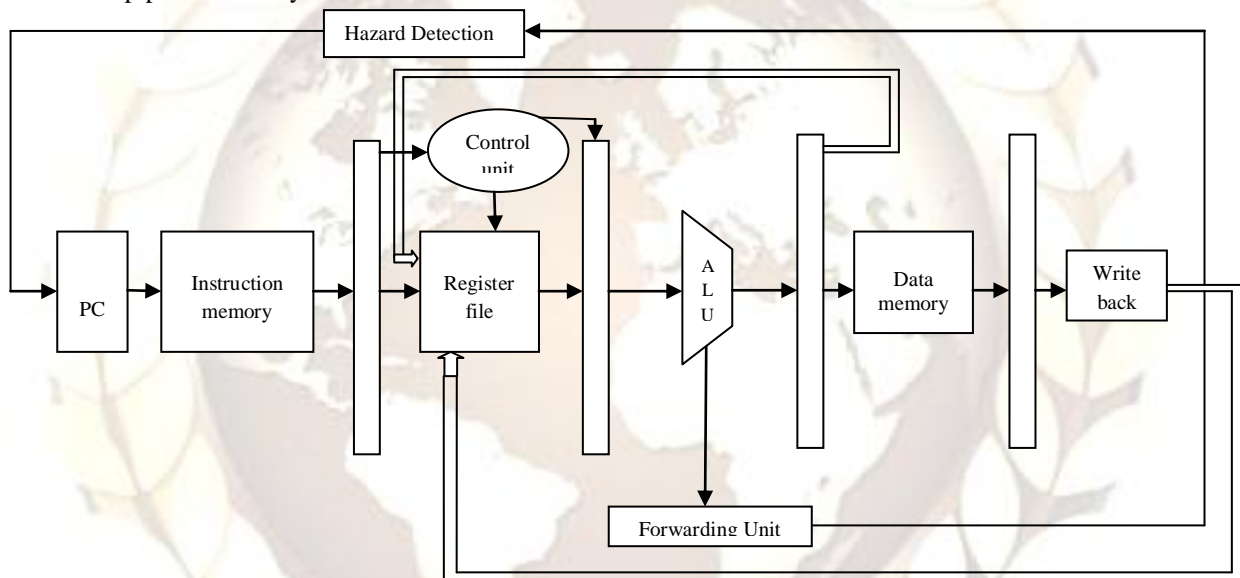 Hazard Detection
Control
unit
PC
Instruction
memory
Register
file
A
L
U
Data
memory
Write
back
Forwarding Unit